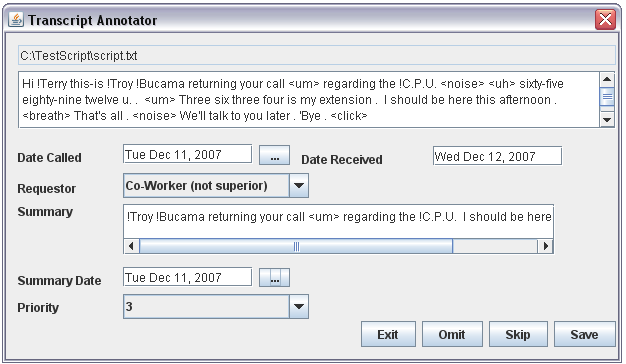 Transcript Annotator
C:\TestScript\script.txt
Hi !Terry this-is !Troy !Bucama returning your call <um> regarding the !C.P.U. <noise> <uh> sixty-five
eighty-nine twelve u. . <um> Three six three four is my extension . I should be here this afternoon .
<breath> That's all . <noise> We'll talk to you later . 'Bye . <click>
Date Called Tue Dec 11, 2007 ... Date Received Wed Dec 12, 2007
Requestor Co-Worker (not superior)
Summary !Troy !Bucama returning your call <um> regarding the !C.P.U. I should be here
Summary Date Tue Dec 11, 2007 ...
Priority 3
Exit Omit Skip Save